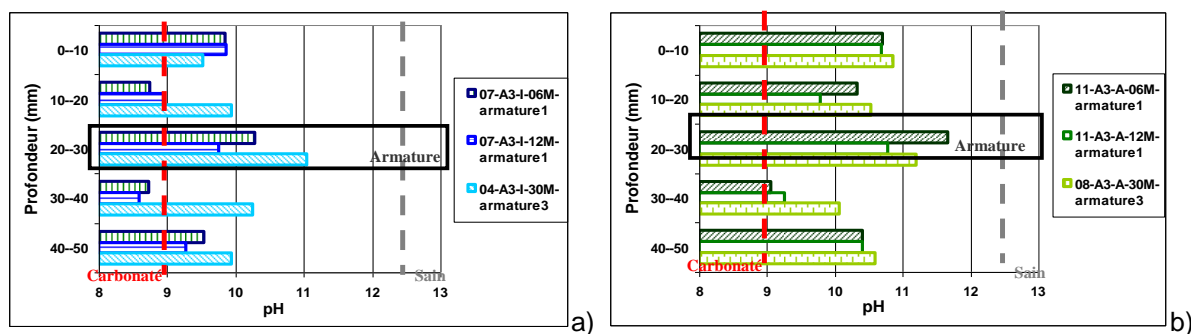 Profondeur (mm)
0--10
10--20
20--30
30--40
40--50
Armature
Carbonaté
Sain
8 9 10 11 12 13
pH
07-A3-I-06M-
armature1
07-A3-I-12M-
armature1
04-A3-I-30M-
armature3
a)
Profondeur (mm)
0--10
10--20
20--30
30--40
40--50
Armature
Carbonaté
Sain
8 9 10 11 12 13
pH
11-A3-A-06M-
armature1
11-A3-A-12M-
armature1
08-A3-A-30M-
armature3
b)